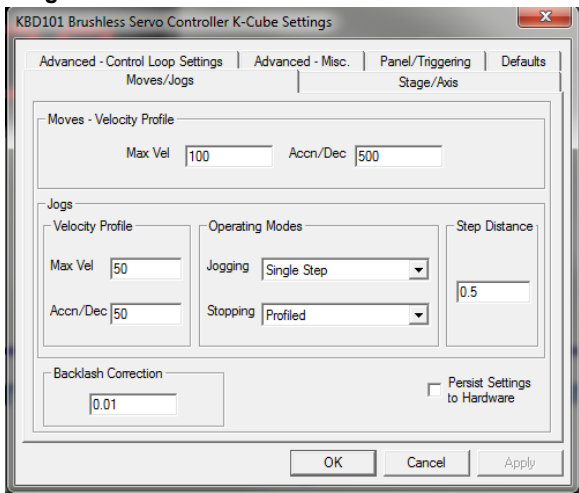 KBD101 Brushless Servo Controller K-Cube Settings
Advanced - Control Loop Settings Advanced - Misc. Panel/Triggering Defaults
Moves/Jogs Stage/Axis
Moves - Velocity Profile
Max Vel 100 Accn/Dec 500
Jogs
Velocity Profile Operating Modes Step Distance
Max Vel 50 Jogging Single Step
0.5
Accn/Dec 50 Stopping Profiled
Backlash Correction
0.01
Persist Settings
to Hardware
OK Cancel Apply